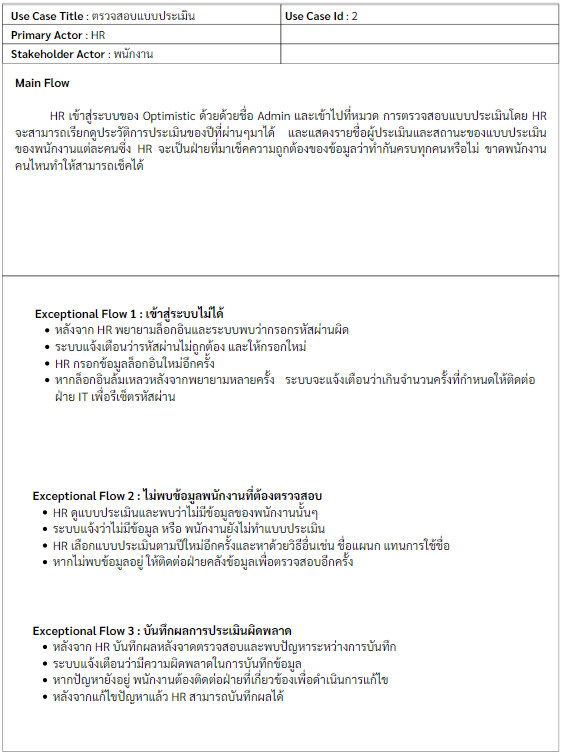 Use Case Title : ตรวจสอบแบบประเมิน
Use Case Id : 2
Primary Actor : HR
Stakeholder Actor : พนักงาน
Main Flow
HR เข้าสู่ระบบของ Optimistic ด้วยด้วยชื่อ Admin และเข้าไปที่หมวด การตรวจสอบแบบประเมินโดย HR
จะสามารถเรียกดูประวัติการประเมินของปีที่ผ่านๆมาได้ และแสดงรายชื่อผู้ประเมินและสถานะของแบบประเมิน
ของพนักงานแต่ละคนซึ่ง HR จะเป็นฝ่ายที่มาเช็คความถูกต้องของข้อมูลว่าทำกันครบทุกคนหรือไม่ ขาดพนักงาน
คนไหนทำให้สามารถเช็คได้
Exceptional Flow 1 : เข้าสู่ระบบไม่ได้
• หลังจาก HR พยายามล็อกอินและระบบพบว่ากรอกรหัสผ่านผิด
• ระบบแจ้งเตือนว่ารหัสผ่านไม่ถูกต้อง และให้กรอกใหม่
• HR กรอกข้อมูลล็อกอินใหม่อีกครั้ง
• หากล็อกอินล้มเหลวหลังจากพยายามหลายครั้ง ระบบจะแจ้งเตือนว่าเกินจำนวนครั้งที่กำหนดให้ติดต่อ
ฝ่าย IT เพื่อรีเซ็ตรหัสผ่าน
Exceptional Flow 2 : ไม่พบข้อมูลพนักงานที่ต้องตรวจสอบ
• HR ดูแบบประเมินและพบว่าไม่มีข้อมูลของพนักงานนั้นๆ
• ระบบแจ้งว่าไม่มีข้อมูล หรือ พนักงานยังไม่ทำแบบประเมิน
• HR เลือกแบบประเมินตามปีใหม่อีกครั้งและหาด้วยวิธีอื่นเช่น ชื่อแผนก แทนการใช้ชื่อ
• หากไม่พบข้อมูลอยู่ ให้ติดต่อฝ่ายคลังข้อมูลเพื่อตรวจสอบอีกครั้ง
Exceptional Flow 3 : บันทึกผลการประเมินผิดพลาด
• หลังจาก HR บันทึกผลหลังจาดตรวจสอบและพบปัญหาระหว่างการบันทึก
• ระบบแจ้งเตือนว่ามีความผิดพลาดในการบันทึกข้อมูล
• หากปัญหายังอยู่ พนักงานต้องติดต่อฝ่ายที่เกี่ยวข้องเพื่อดำเนินการแก้ไข
• หลังจากแก้ไขปัญหาแล้ว HR สามารถบันทึกผลได้